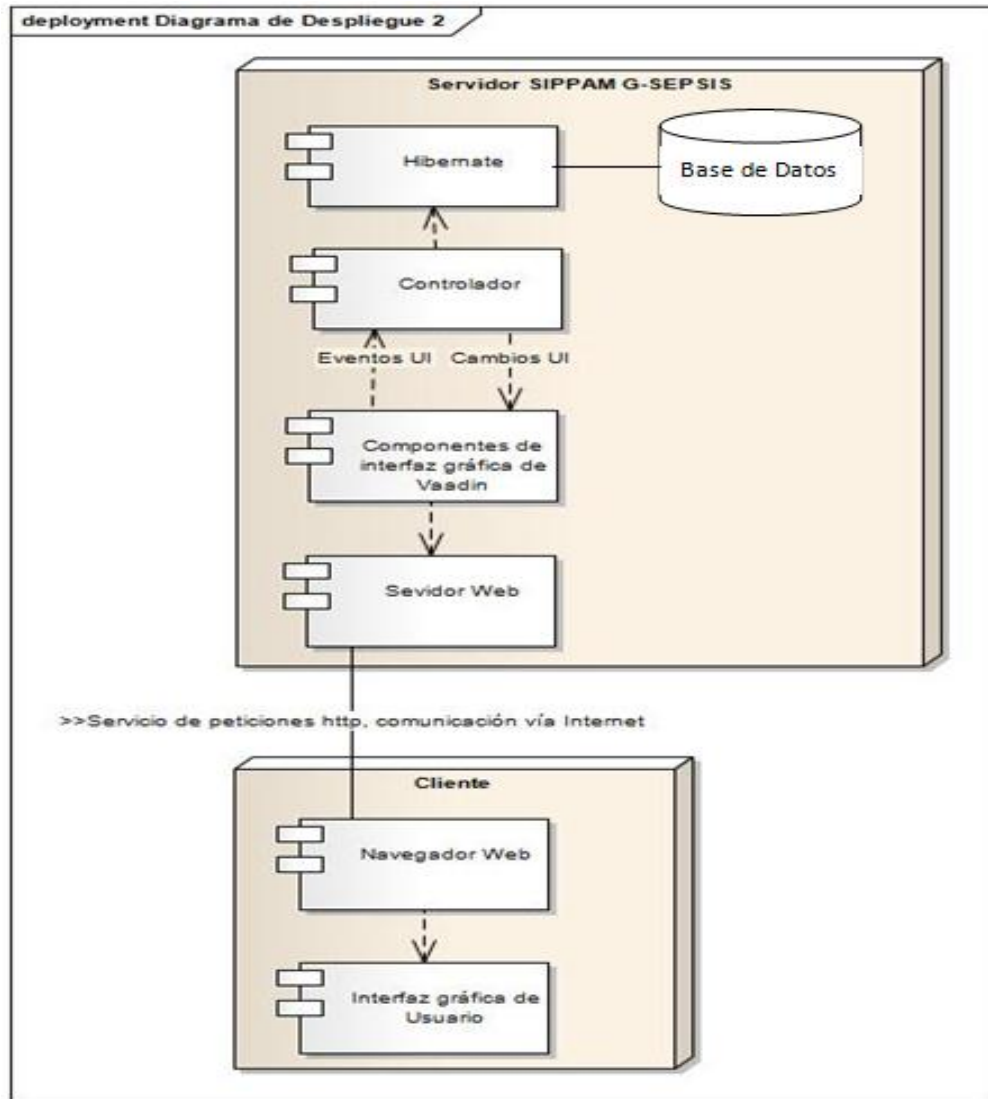 deployment Diagrama de Despliegue 2
Servidor SIPPAM G-SEPSIS
Hibernate
Base de Datos
Controlador
Eventos UI
Cambios UI
Componentes de
interfaz gráfica de
Vaadin
Sevidor Web
>>Servicio de peticiones http, comunicación vía Internet
Cliente
Navegador Web
Interfaz gráfica de
Usuario